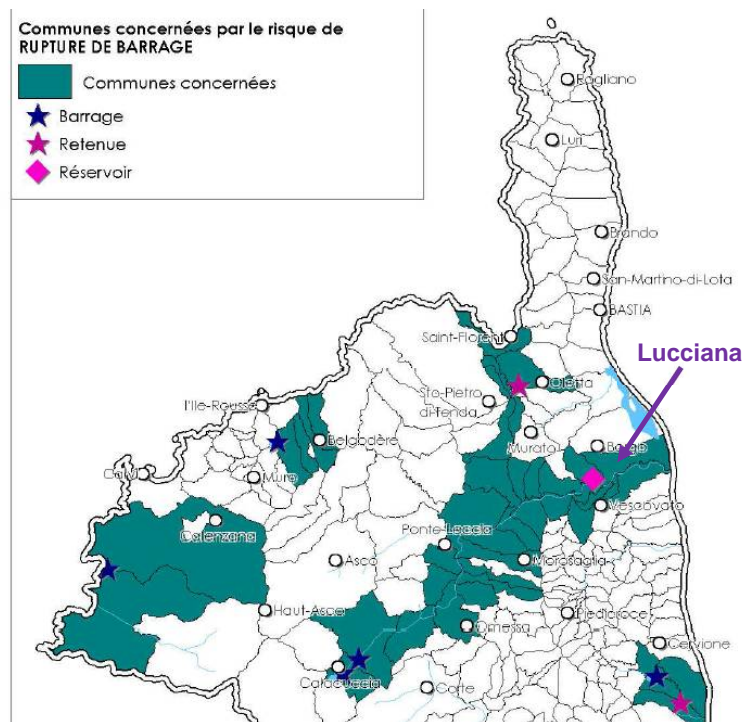 Communes concernées par le risque de
RUPTURE DE BARRAGE
Communes concernées
Barrage
Retenue
Réservoir
Rogliano
Luri
Brando
San-Martino-di-Lota
BASTIA
Saint-Florent
Lucciana
Oletta
Sto-Pietro
di-Tenda
l'Ile-Rousse
Belgodère
Murato
Borgo
Calvi
Muro
Vescovato
Calenzana
Ponte-Leccia
Asco
Morosaglia
Haut-Asco
Omessa
Piedicroce
Cervione
Calacuccia
Corte